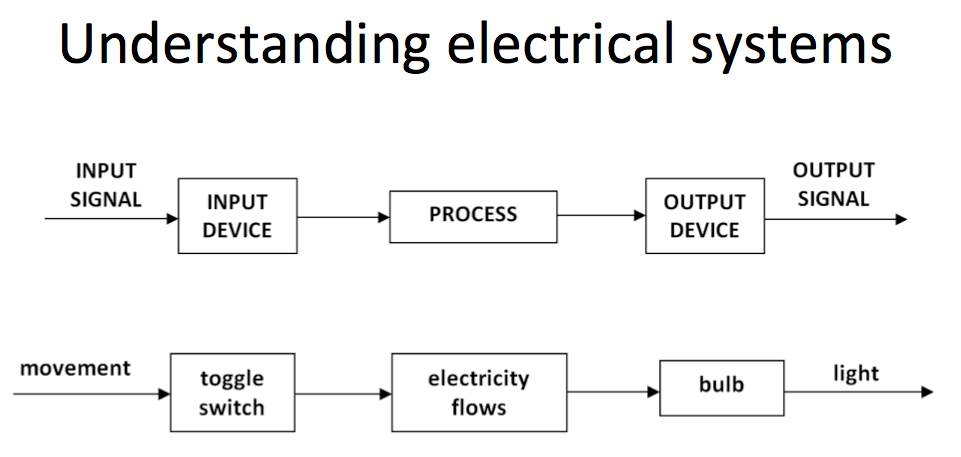 Understanding electrical systems
INPUT
SIGNAL
INPUT
DEVICE
PROCESS
OUTPUT
DEVICE
OUTPUT
SIGNAL
movement
toggle
switch
electricity
flows
bulb
light